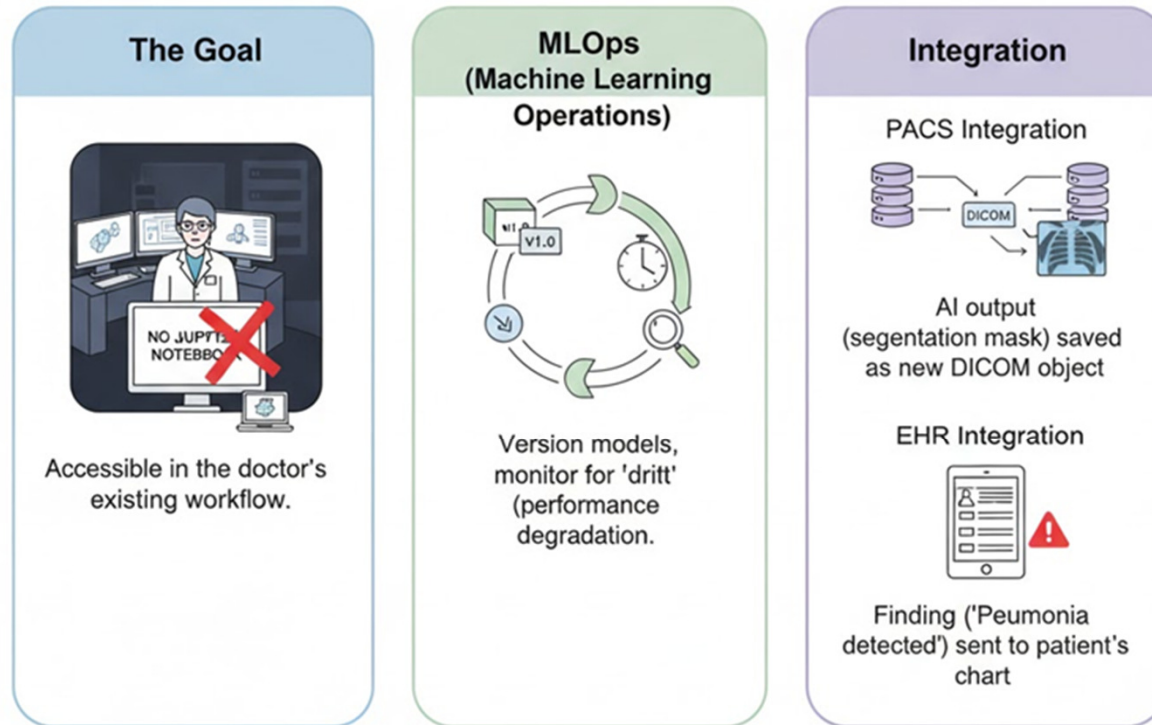 The Goal
NO
NOTEBOOK
Accessible in the doctor's
existing workflow.
MLOps
(Machine Learning
Operations)
V1.0
Version models,
monitor for 'dritt'
(performance
degradation.
Integration
PACS Integration
DICOM
AI output
(segentation mask) saved
as new DICOM object
EHR Integration
Finding ('Peumonia
detected') sent to patient's
chart